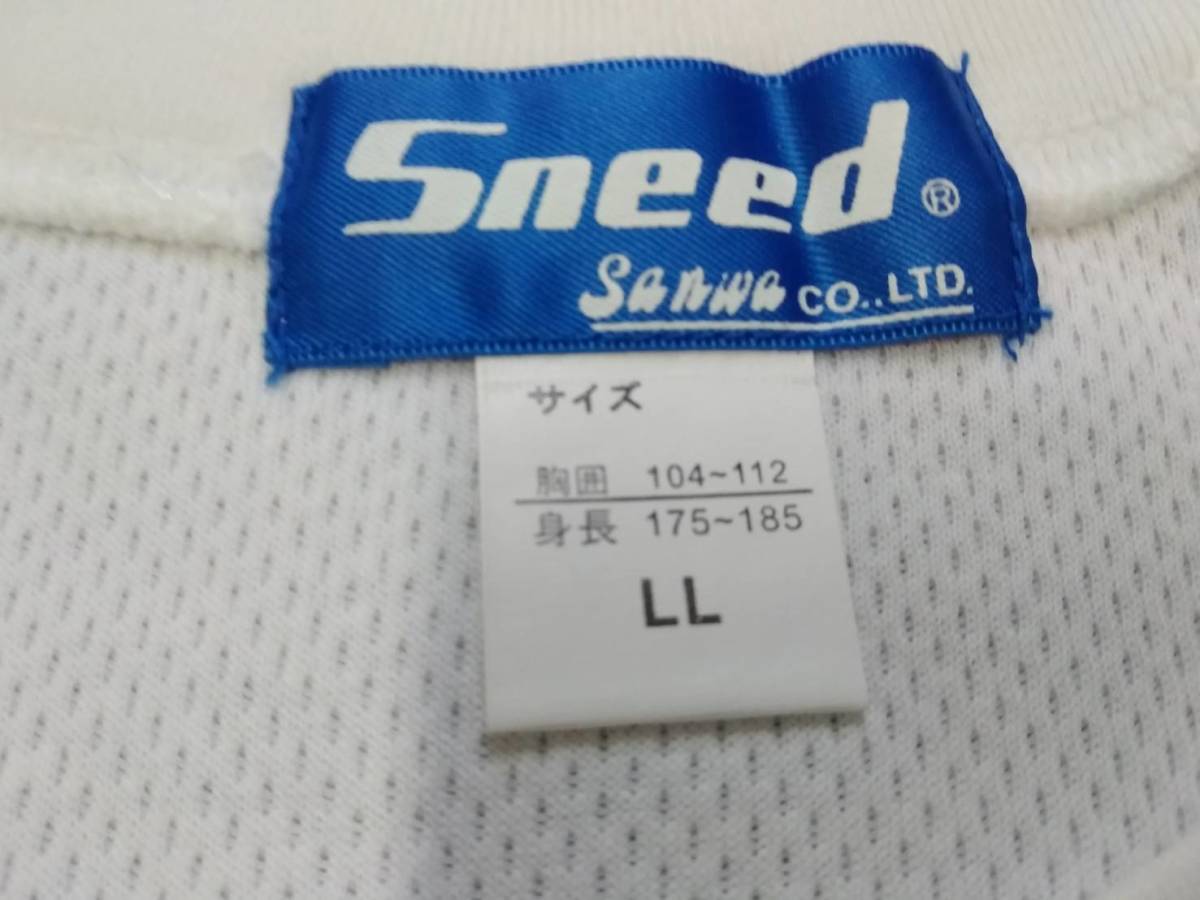 Sneed®
Sanwa CO.,LTD.
サイズ
胸囲 104~112
身長 175~185
LL